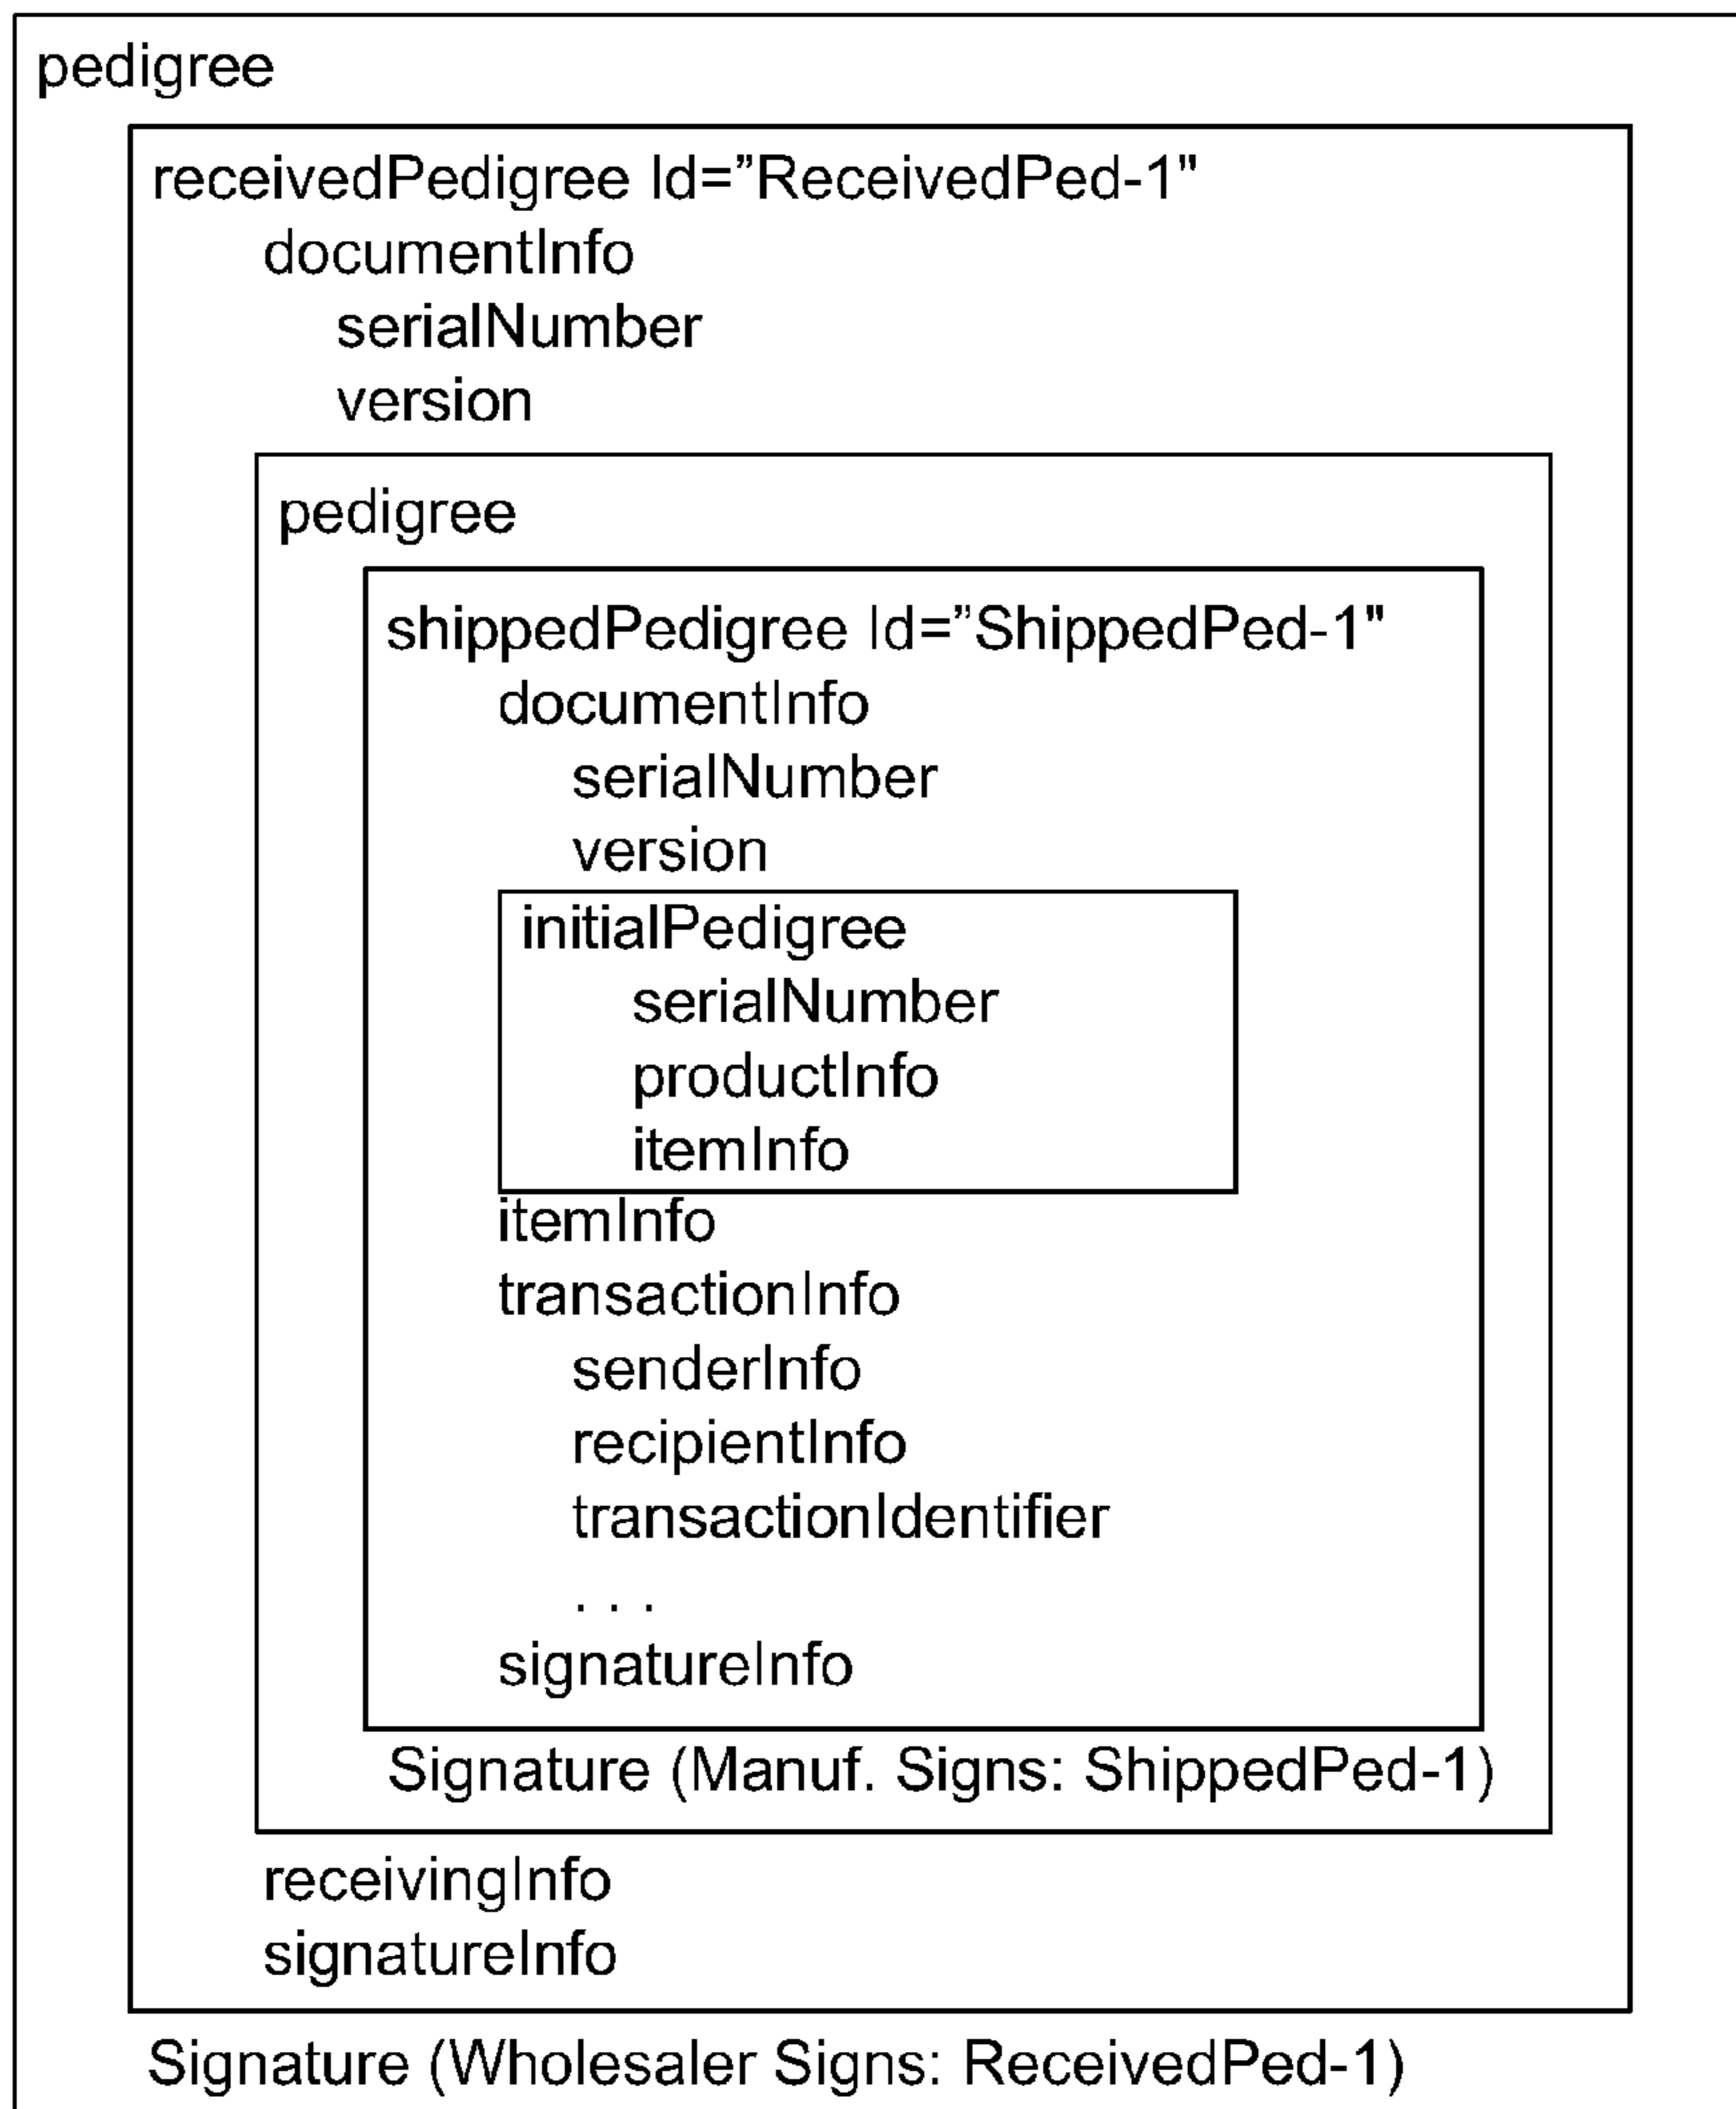 pedigree
receivedPedigree Id=”ReceivedPed-1"
documentInfo
serialNumber
version
pedigree
shippedPedigree Id=”ShippedPed-1"
documentInfo
serialNumber
version
initialPedigree
serialNumber
productInfo
itemInfo
itemInfo
transactionInfo
senderInfo
recipientInfo
transactionIdentifier
. . .
signatureInfo
Signature (Manuf. Signs: ShippedPed-1)
receivingInfo
signatureInfo
Signature (Wholesaler Signs: ReceivedPed-1)